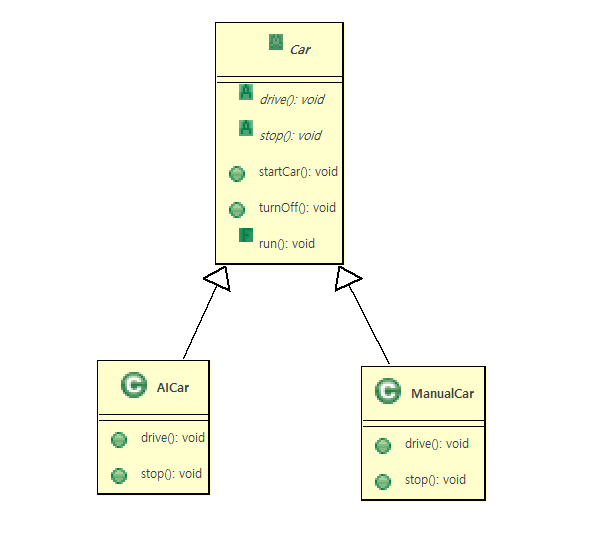 Car
drive(): void
stop(): void
startCar(): void
turnOff(): void
run(): void
AICar
drive(): void
stop(): void
ManualCar
drive(): void
stop(): void